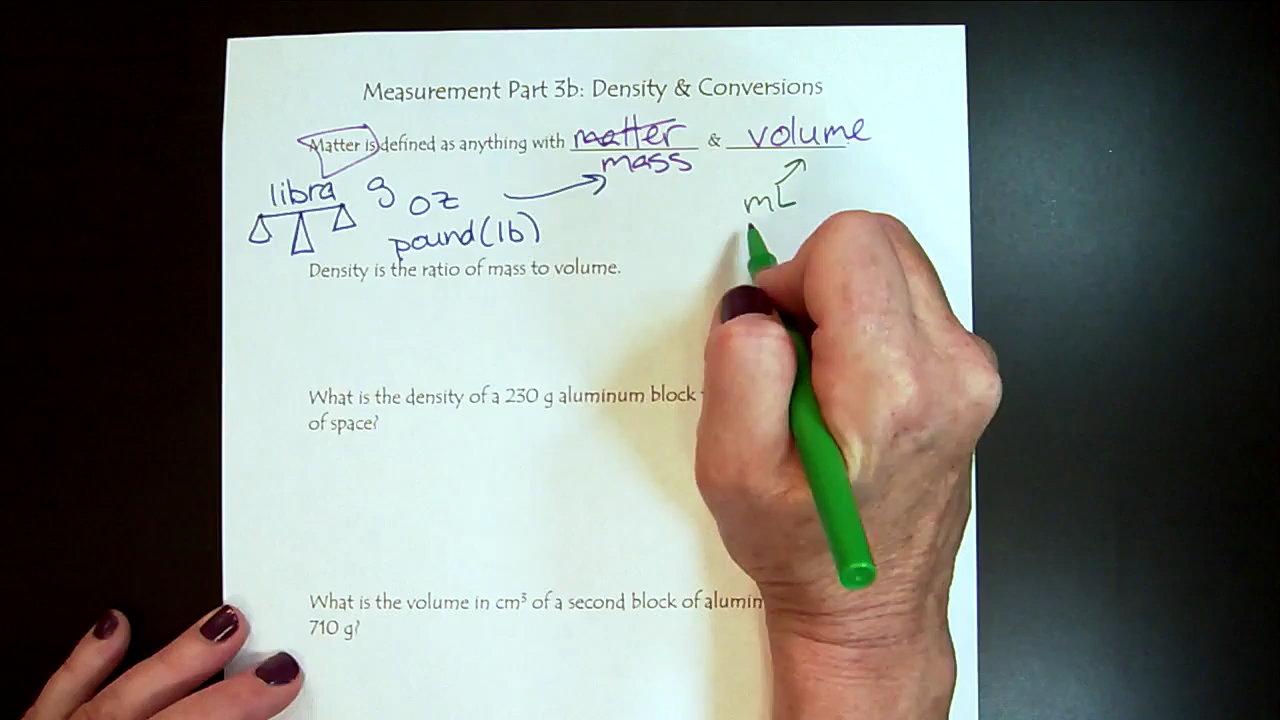 Measurement Part 3b: Density & Conversions
Matter is defined as anything with matter & volume
mass
libra g oz mL
pound(lb)
Density is the ratio of mass to volume.
What is the density of a 230 g aluminum block
of space?
What is the volume in cm³ of a second block of alumin
710 g?